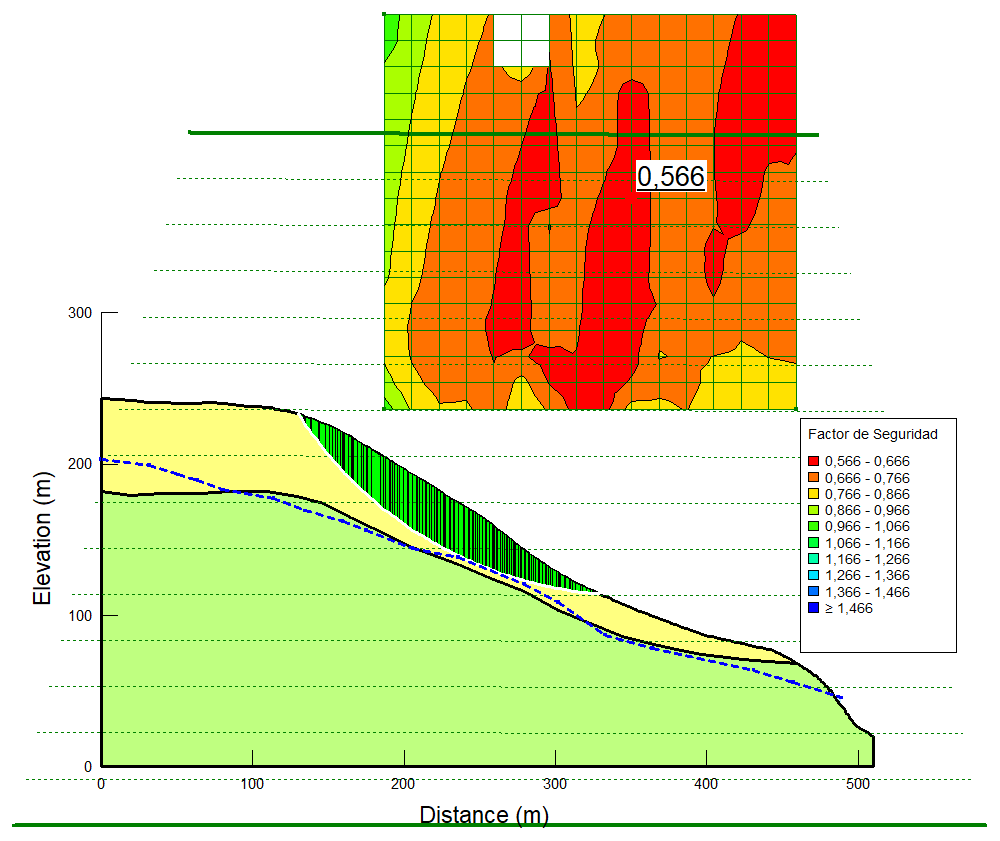 0,566
300
200
100
0
Elevation (m)
Factor de Seguridad
0,566 - 0,666
0,666 - 0,766
0,766 - 0,866
0,866 - 0,966
0,966 - 1,066
1,066 - 1,166
1,166 - 1,266
1,266 - 1,366
1,366 - 1,466
≥ 1,466
0 100 200 300 400 500
Distance (m)